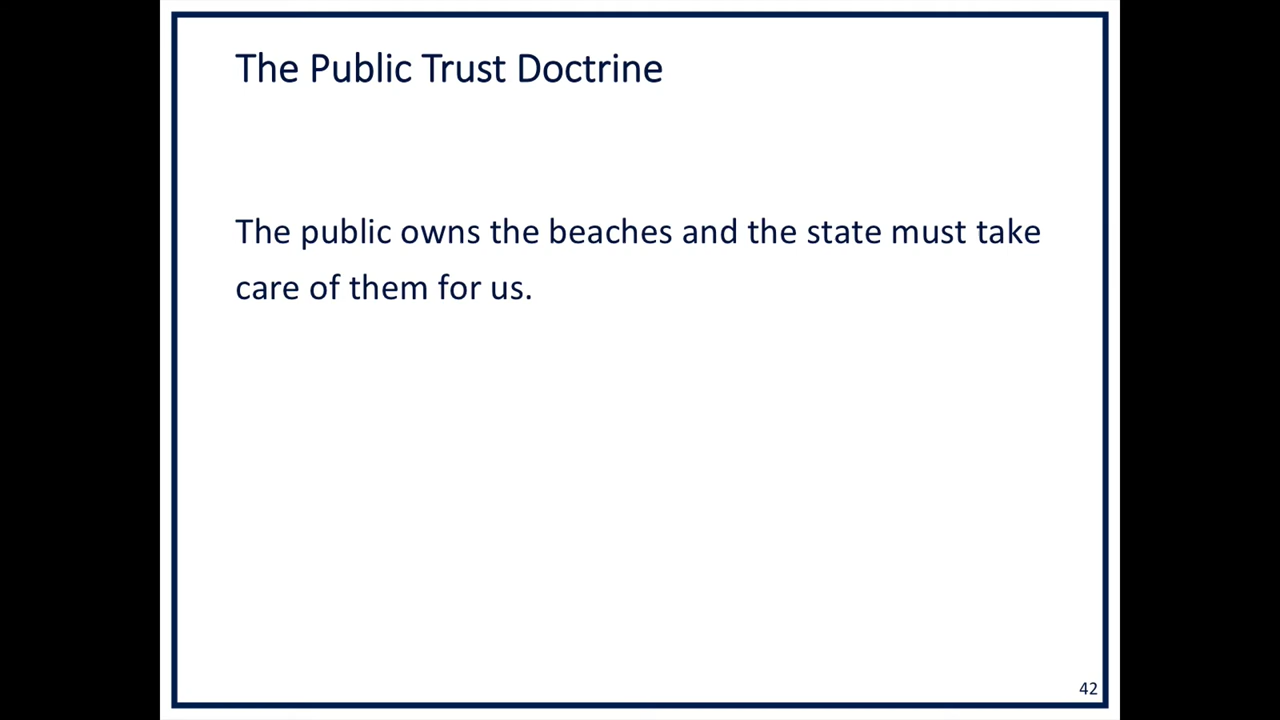 The Public Trust Doctrine
The public owns the beaches and the state must take
care of them for us.
42